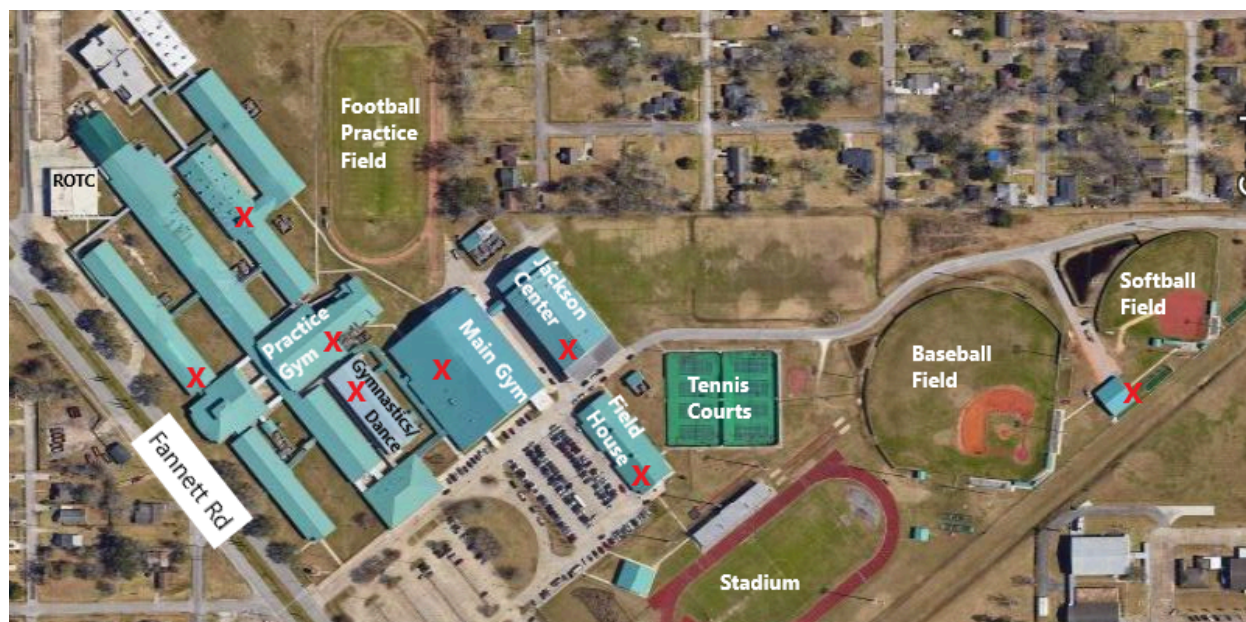 Football
Practice
Field
ROTC
X
Jackson
Center
X
Softball
Field
Practice
Gym
X
Main Gym
X
Baseball
Field
X
Gymnastics/
Dance
X
Tennis
Courts
X
Field
House
X
Fannett Rd
Stadium